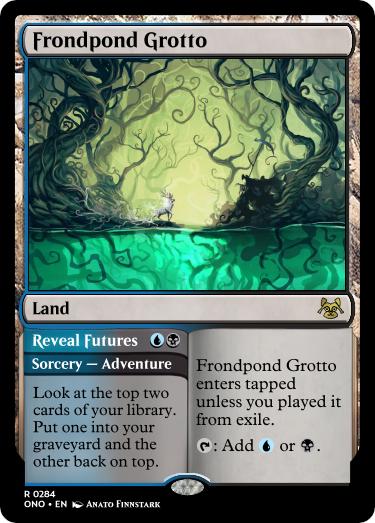 Frondpond Grotto
Land
Reveal Futures
Sorcery — Adventure
Look at the top two
cards of your library.
Put one into your
graveyard and the
other back on top.
Frondpond Grotto
enters tapped
unless you played it
from exile.
: Add or .
R 0284
ONO • EN Anato Finnstark